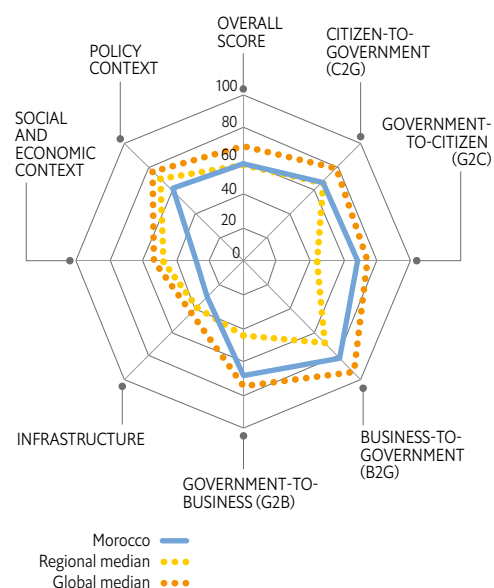 OVERALL
SCORE
CITIZEN-TO-
GOVERNMENT
(C2G)
POLICY
CONTEXT
100
80
60
40
20
0
SOCIAL
AND
ECONOMIC
CONTEXT
GOVERNMENT-
TO-CITIZEN
(G2C)
INFRASTRUCTURE
BUSINESS-TO-
GOVERNMENT
(B2G)
GOVERNMENT-TO-
BUSINESS (G2B)
Morocco
Regional median
Global median